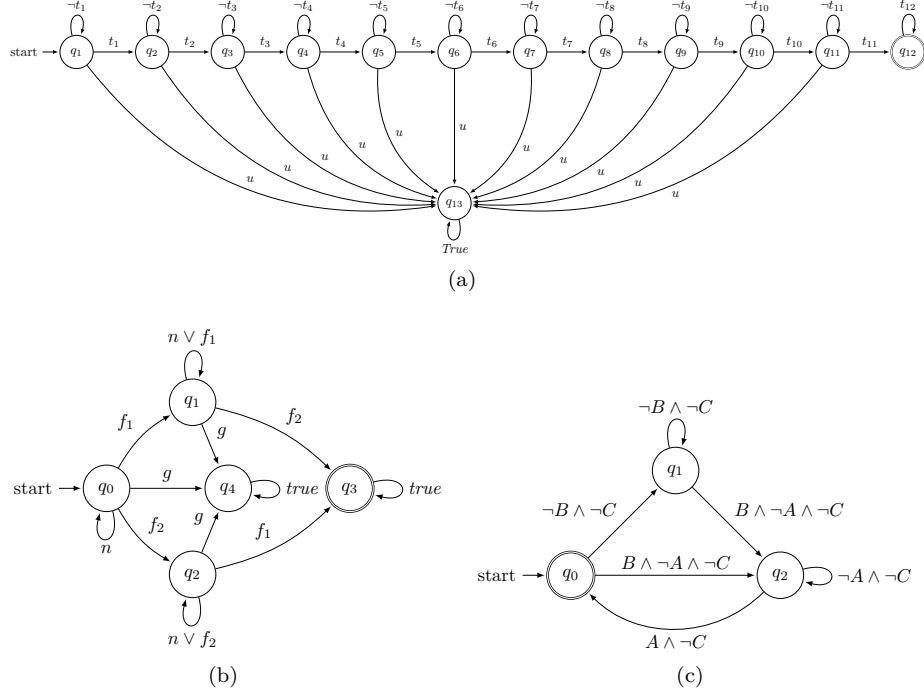 ¬t₁ ¬t₂ ¬t₃ ¬t₄ ¬t₅ ¬t₆ ¬t₇ ¬t₈ ¬t₉ ¬t₁₀ ¬t₁₁ t₁₂
start q₁ t₁ q₂ t₂ q₃ t₃ q₄ t₄ q₅ t₅ q₆ t₆ q₇ t₇ q₈ t₈ q₉ t₉ q₁₀ t₁₀ q₁₁ t₁₁ q₁₂
u u u u u u u u u u u
q₁₃
True
(a)
n ∨ f₁
q₁
f₁ g f₂
start q₀ g q₄ true q₃ true
n f₂ g f₁
q₂
n ∨ f₂
(b)
¬B ∧ ¬C
q₁
¬B ∧ ¬C B ∧ ¬A ∧ ¬C
start q₀ B ∧ ¬A ∧ ¬C q₂ ¬A ∧ ¬C
A ∧ ¬C
(c)